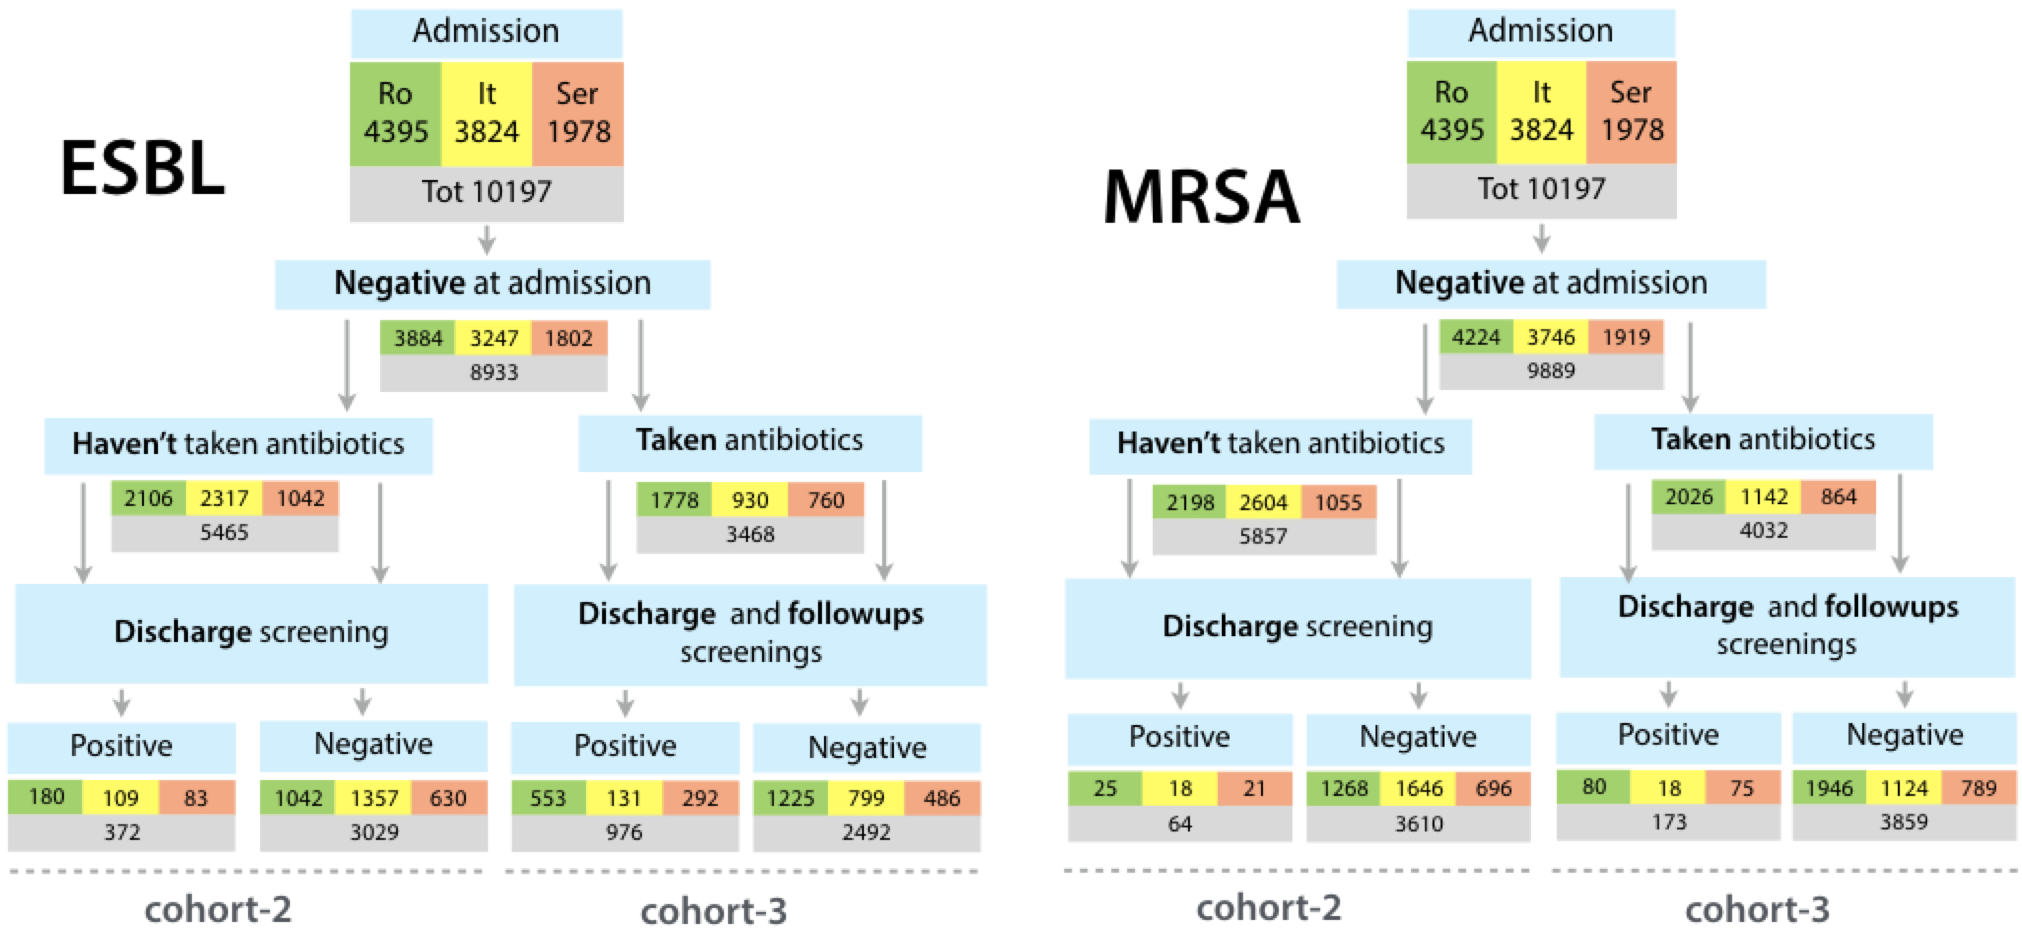 ESBL
Admission
Ro It Ser
4395 3824 1978
Tot 10197
Negative at admission
3884 3247 1802
8933
Haven't taken antibiotics
2106 2317 1042
5465
Taken antibiotics
1778 930 760
3468
Discharge screening
Discharge and followups
screenings
Positive
180 109 83
372
Negative
1042 1357 630
3029
Positive
553 131 292
976
Negative
1225 799 486
2492
cohort-2
cohort-3
MRSA
Admission
Ro It Ser
4395 3824 1978
Tot 10197
Negative at admission
4224 3746 1919
9889
Haven't taken antibiotics
2198 2604 1055
5857
Taken antibiotics
2026 1142 864
4032
Discharge screening
Discharge and followups
screenings
Positive
25 18 21
64
Negative
1268 1646 696
3610
Positive
80 18 75
173
Negative
1946 1124 789
3859
cohort-2
cohort-3